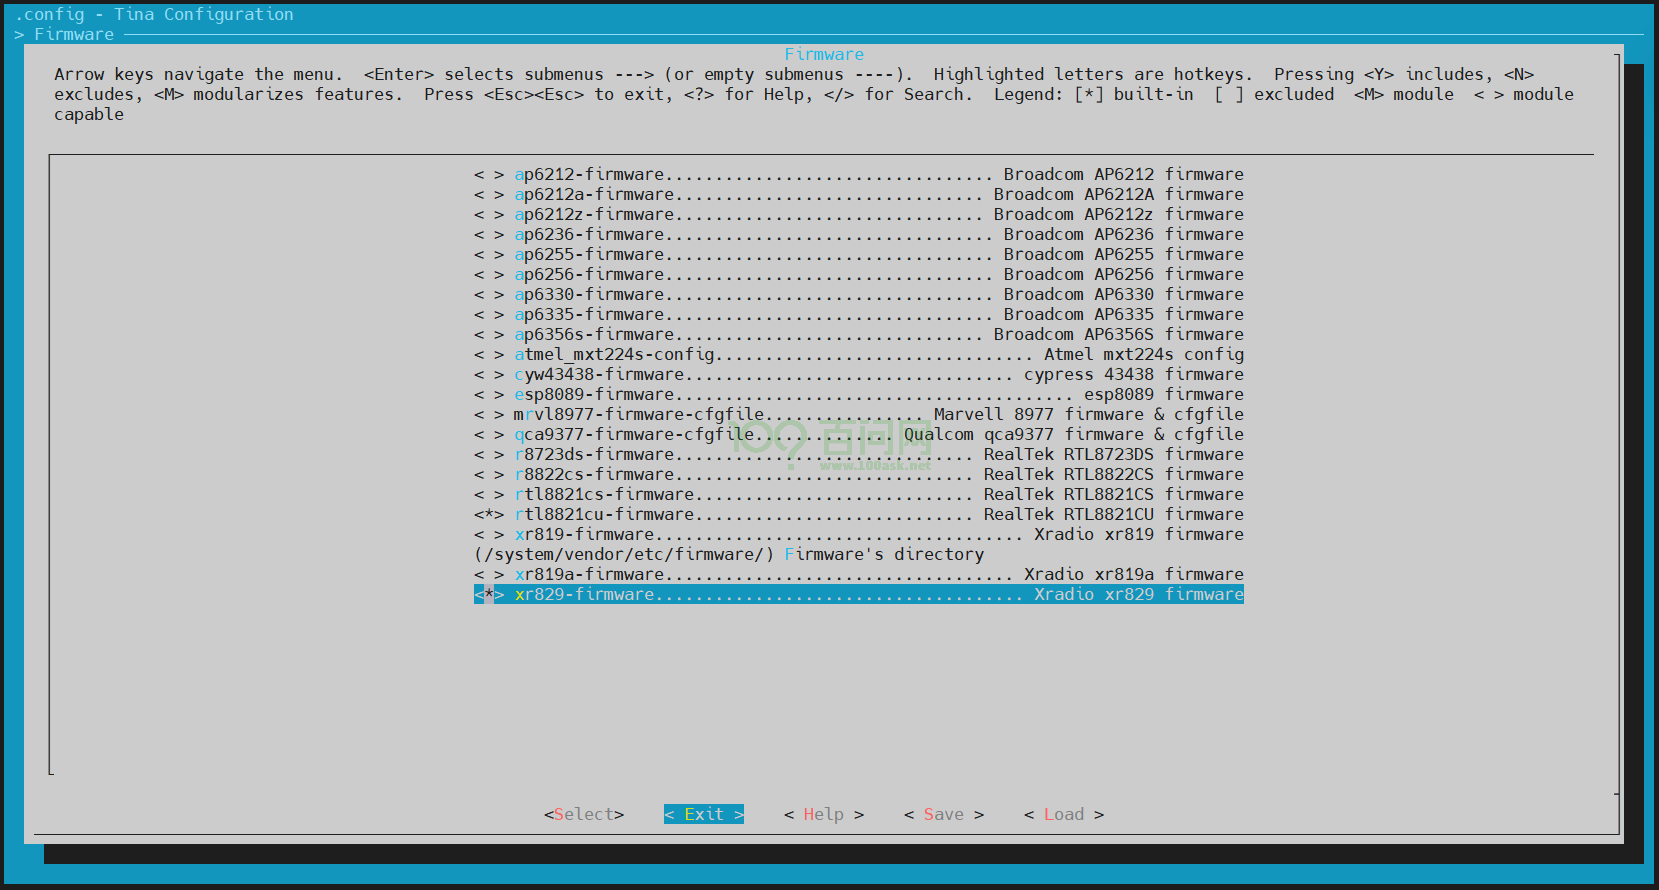 .config - Tina Configuration
> Firmware
Firmware
Arrow keys navigate the menu.  <Enter> selects submenus ---> (or empty submenus ----).  Highlighted letters are hotkeys.  Pressing <Y> includes, <N>
excludes, <M> modularizes features.  Press <Esc><Esc> to exit, <?> for Help, </> for Search.  Legend: [*] built-in  [ ] excluded  <M> module  < > module
capable
< > ap6212-firmware................................. Broadcom AP6212 firmware
< > ap6212a-firmware............................... Broadcom AP6212A firmware
< > ap6212z-firmware............................... Broadcom AP6212z firmware
< > ap6236-firmware................................. Broadcom AP6236 firmware
< > ap6255-firmware................................. Broadcom AP6255 firmware
< > ap6256-firmware................................. Broadcom AP6256 firmware
< > ap6330-firmware................................. Broadcom AP6330 firmware
< > ap6335-firmware................................. Broadcom AP6335 firmware
< > ap6356s-firmware............................... Broadcom AP6356S firmware
< > atmel_mxt224s-config................................ Atmel mxt224s config
< > cyw43438-firmware................................. cypress 43438 firmware
< > esp8089-firmware........................................ esp8089 firmware
< > mrvl8977-firmware-cfgfile................ Marvell 8977 firmware & cfgfile
< > qca9377-firmware-cfgfile.............. Qualcom qca9377 firmware & cfgfile
< > r8723ds-firmware.............................. RealTek RTL8723DS firmware
< > r8822cs-firmware.............................. RealTek RTL8822CS firmware
< > rtl8821cs-firmware............................ RealTek RTL8821CS firmware
<*> rtl8821cu-firmware............................ RealTek RTL8821CU firmware
< > xr819-firmware..................................... Xradio xr819 firmware
(/system/vendor/etc/firmware/) Firmware's directory
< > xr819a-firmware................................... Xradio xr819a firmware
<*> xr829-firmware..................................... Xradio xr829 firmware
100? 百问网
www.100ask.net
<Select>    < Exit >    < Help >    < Save >    < Load >